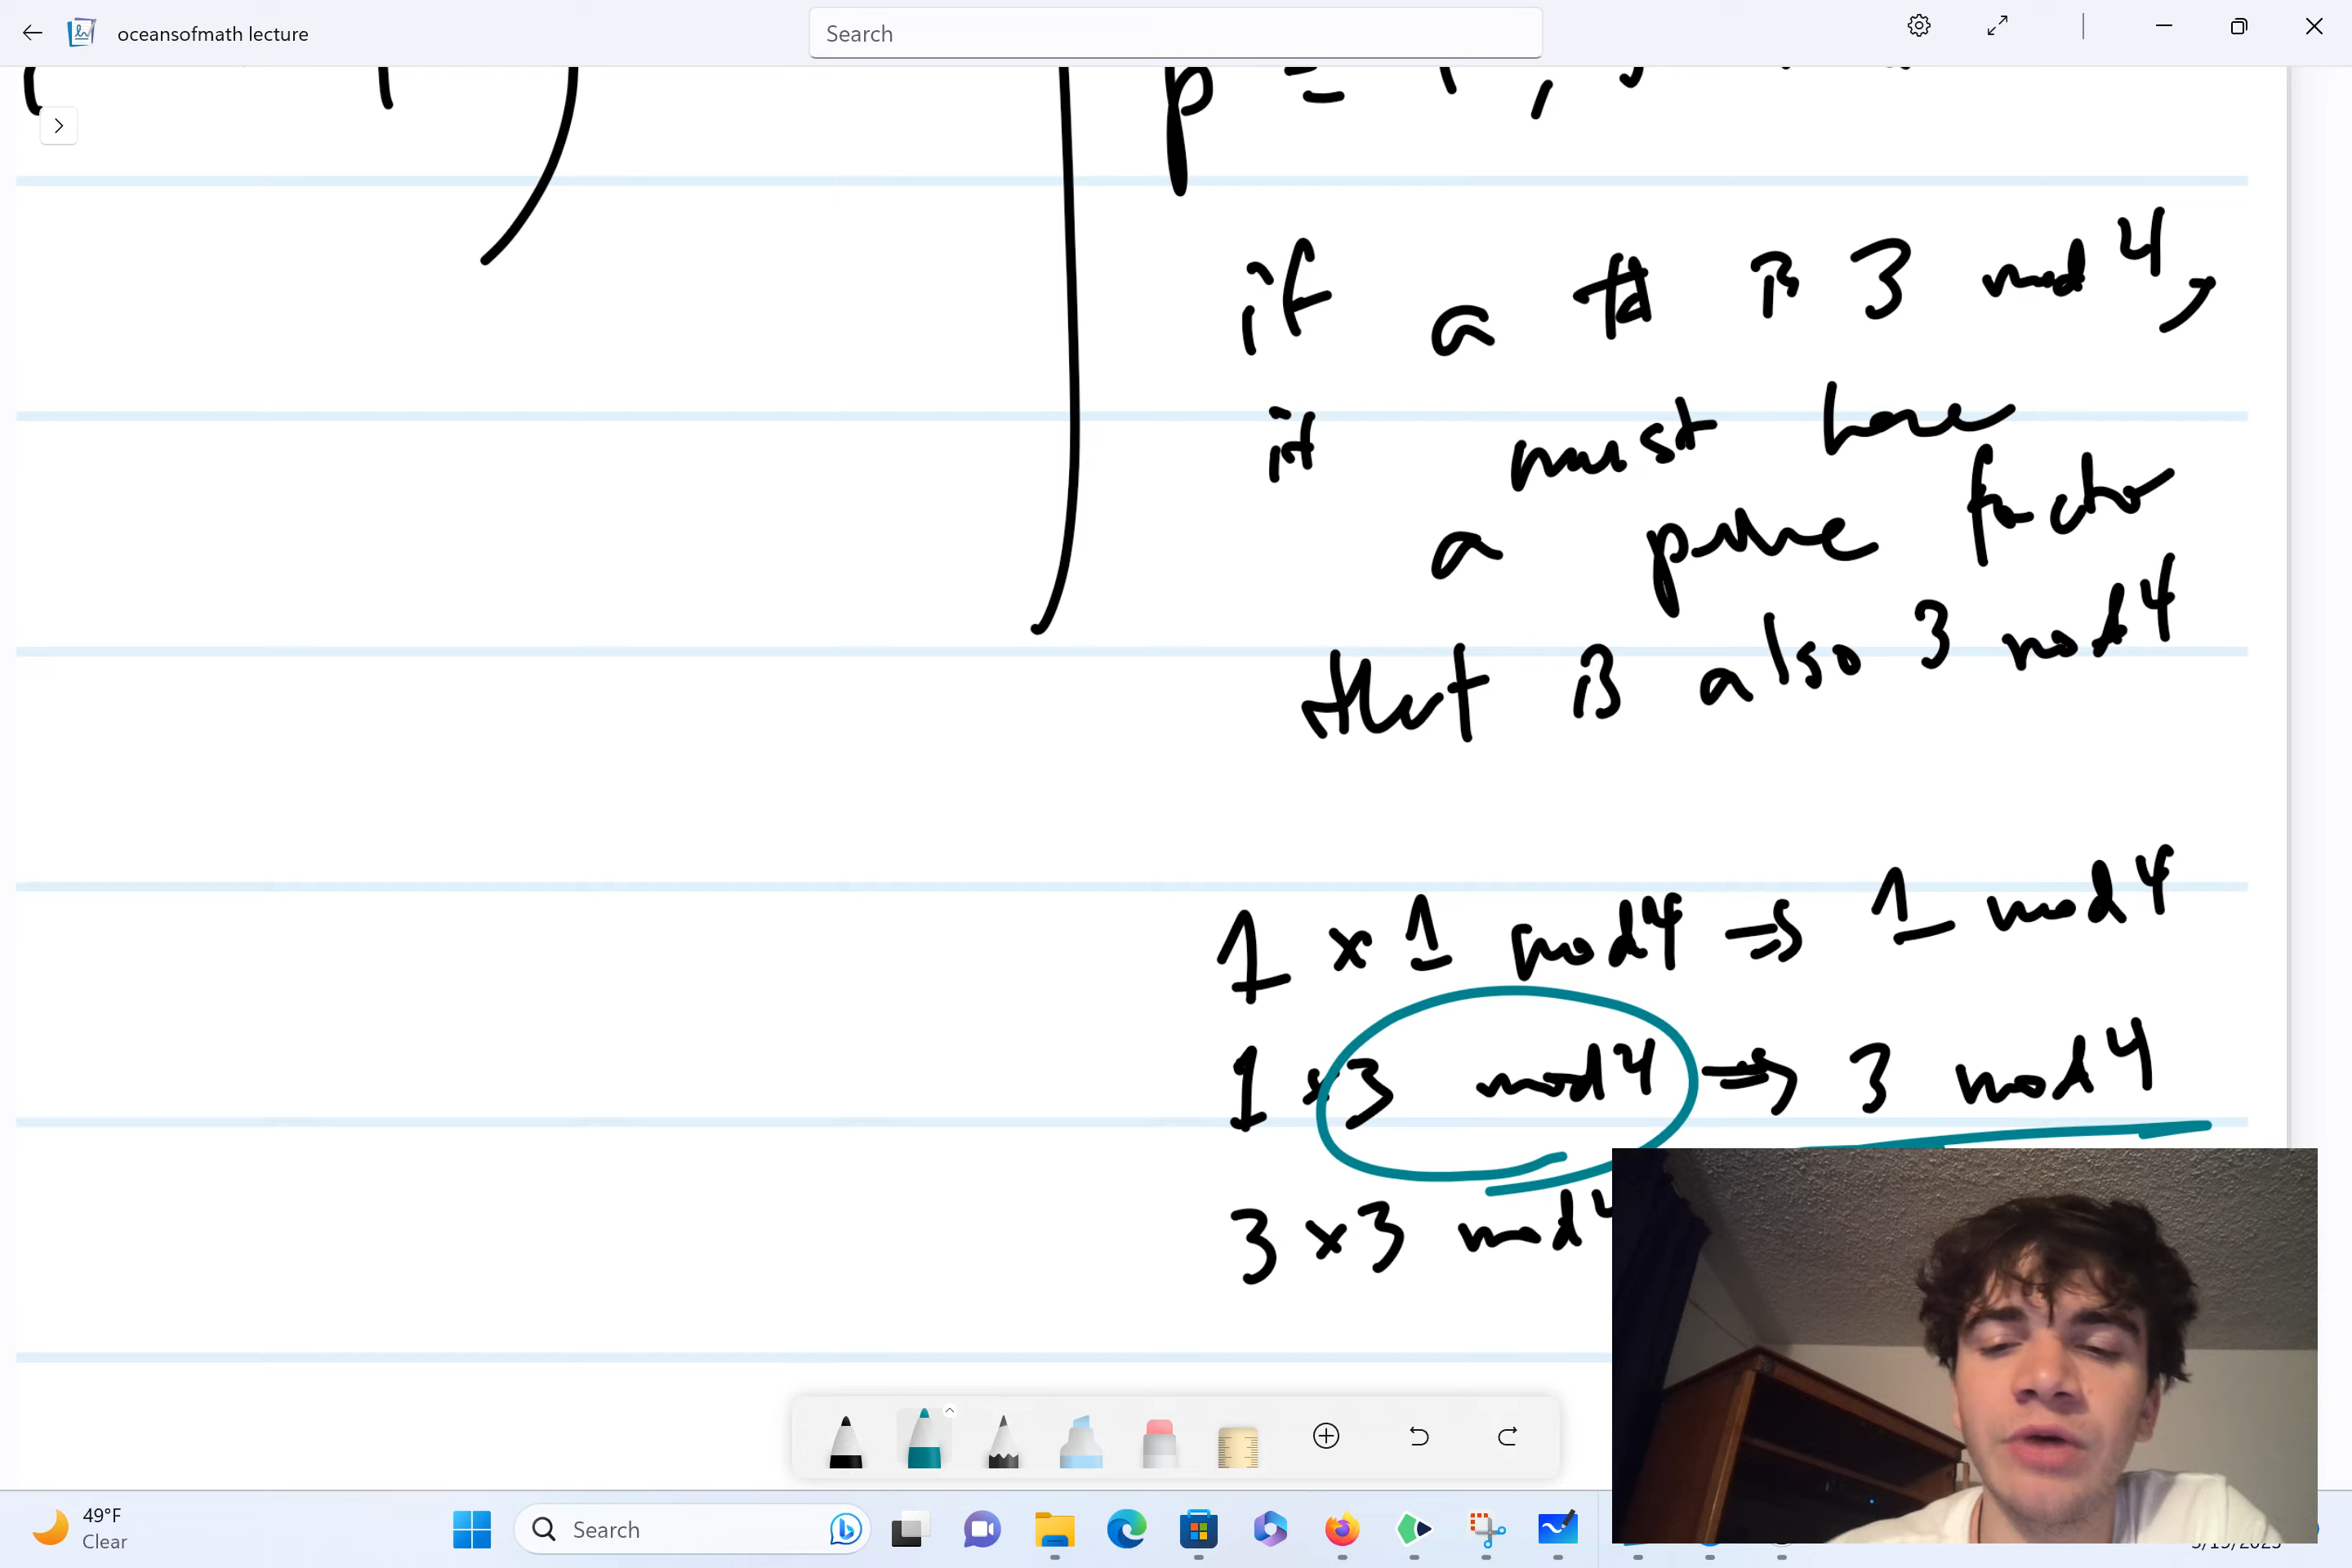 oceansofmath lecture
Search
if a # is 3 mod 4,
it must have
a prime factor
that is also 3 mod 4
1 × 1 mod 4 ⇒ 1 mod 4
1 × 3 mod 4 ⇒ 3 mod 4
3 × 3 mod 4
49°F
Clear
Search